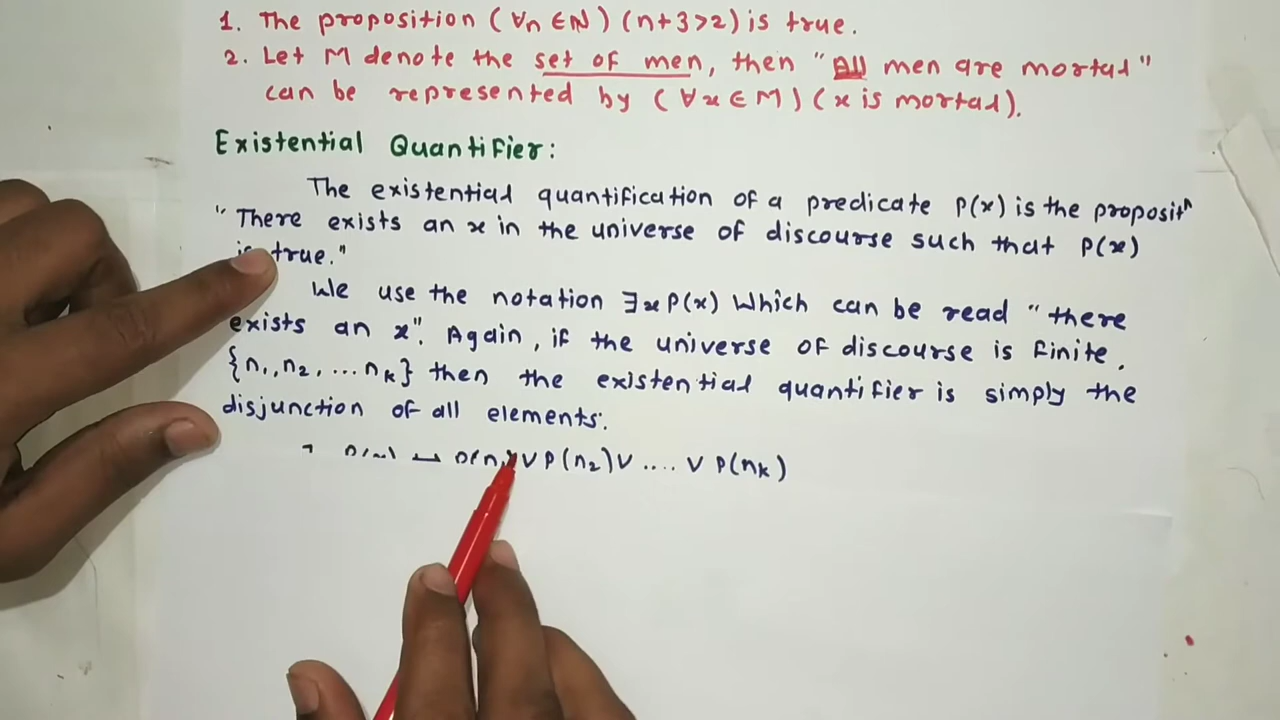 1. The proposition (∀n ∈ N) (n+3>2) is true.
2. Let M denote the set of men, then "All men are mortal"
can be represented by (∀x ∈ M) (x is mortal).
Existential Quantifier:
The existential quantification of a predicate P(x) is the propositⁿ
"There exists an x in the universe of discourse such that P(x)
is true."
We use the notation ∃x P(x) Which can be read "there
exists an x". Again, if the universe of discourse is finite.
{n₁, n₂, ... nₖ} then the existential quantifier is simply the
disjunction of all elements.
∨ P(n₂) ∨ .... ∨ P(nₖ)